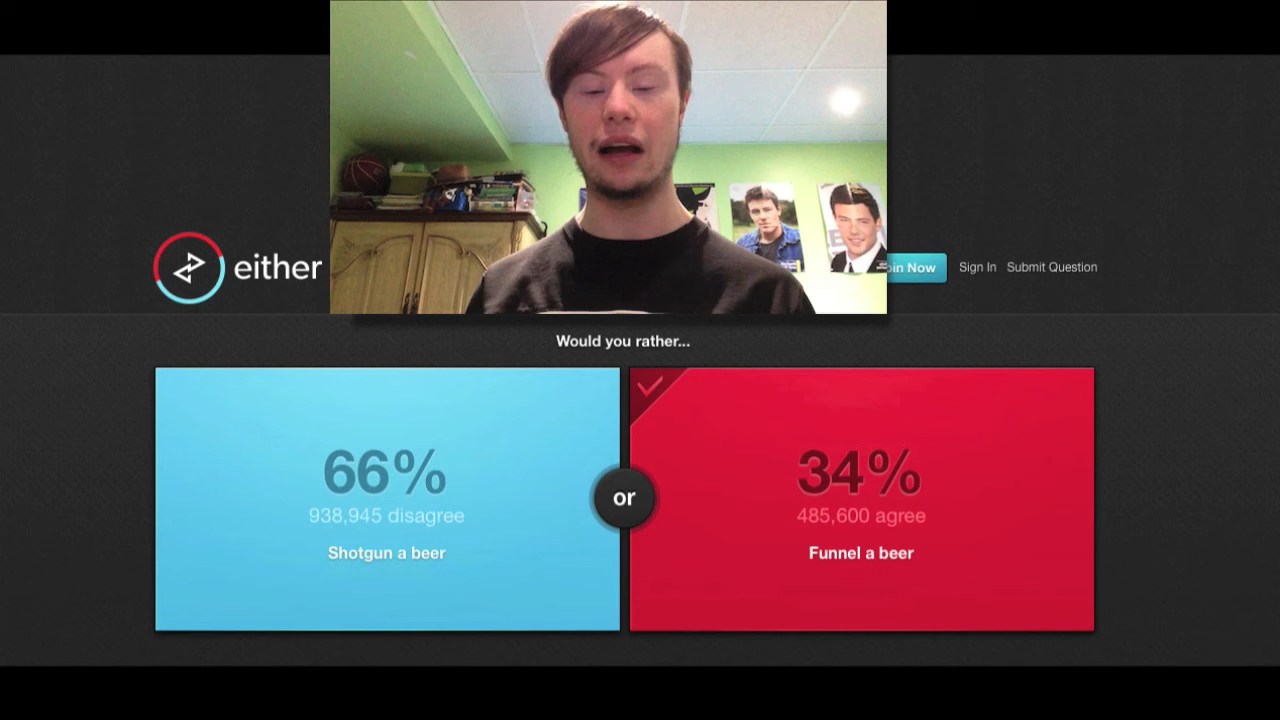 either
oin Now
Sign In
Submit Question
Would you rather...
66%
938,945 disagree
Shotgun a beer
or
34%
485,600 agree
Funnel a beer